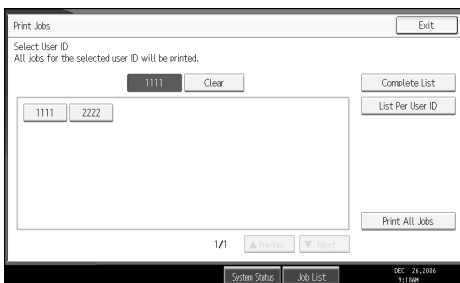 Print Jobs
Exit
Select User ID
All jobs for the selected user ID will be printed.
1111
Clear
Complete List
1111
2222
List Per User ID
Print All Jobs
1/1
▲ Previous
▼ Next
System Status
Job List
DEC 26,2006
9:18AM